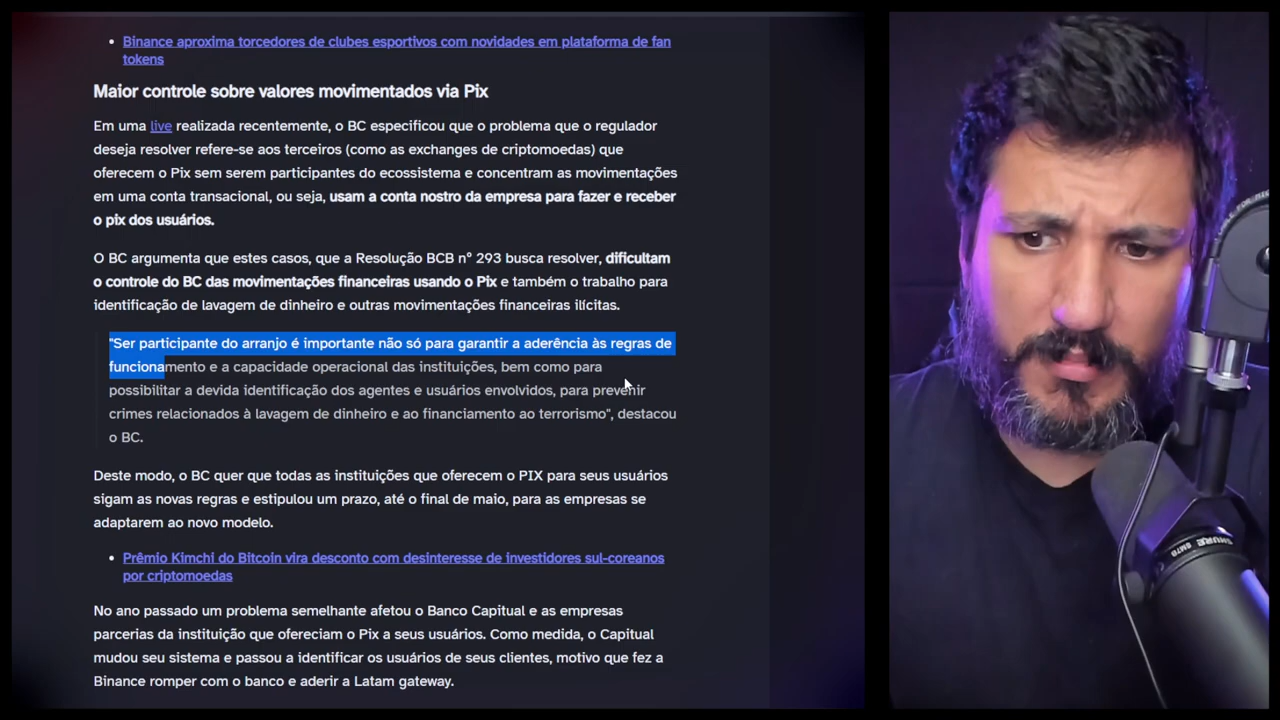 Binance aproxima torcedores de clubes esportivos com novidades em plataforma de fan
tokens
Maior controle sobre valores movimentados via Pix
Em uma live realizada recentemente, o BC especificou que o problema que o regulador
deseja resolver refere-se aos terceiros (como as exchanges de criptomoedas) que
oferecem o Pix sem serem participantes do ecossistema e concentram as movimentações
em uma conta transacional, ou seja, usam a conta nostro da empresa para fazer e receber
o pix dos usuários.
O BC argumenta que estes casos, que a Resolução BCB nº 293 busca resolver, dificultam
o controle do BC das movimentações financeiras usando o Pix e também o trabalho para
identificação de lavagem de dinheiro e outras movimentações financeiras ilícitas.
"Ser participante do arranjo é importante não só para garantir a aderência às regras de
funcionamento e a capacidade operacional das instituições, bem como para
possibilitar a devida identificação dos agentes e usuários envolvidos, para prevenir
crimes relacionados à lavagem de dinheiro e ao financiamento ao terrorismo", destacou
o BC.
Deste modo, o BC quer que todas as instituições que oferecem o PIX para seus usuários
sigam as novas regras e estipulou um prazo, até o final de maio, para as empresas se
adaptarem ao novo modelo.
Prêmio Kimchi do Bitcoin vira desconto com desinteresse de investidores sul-coreanos
por criptomoedas
No ano passado um problema semelhante afetou o Banco Capitual e as empresas
parcerias da instituição que ofereciam o Pix a seus usuários. Como medida, o Capitual
mudou seu sistema e passou a identificar os usuários de seus clientes, motivo que fez a
Binance romper com o banco e aderir a Latam gateway.
SHURE SM7B